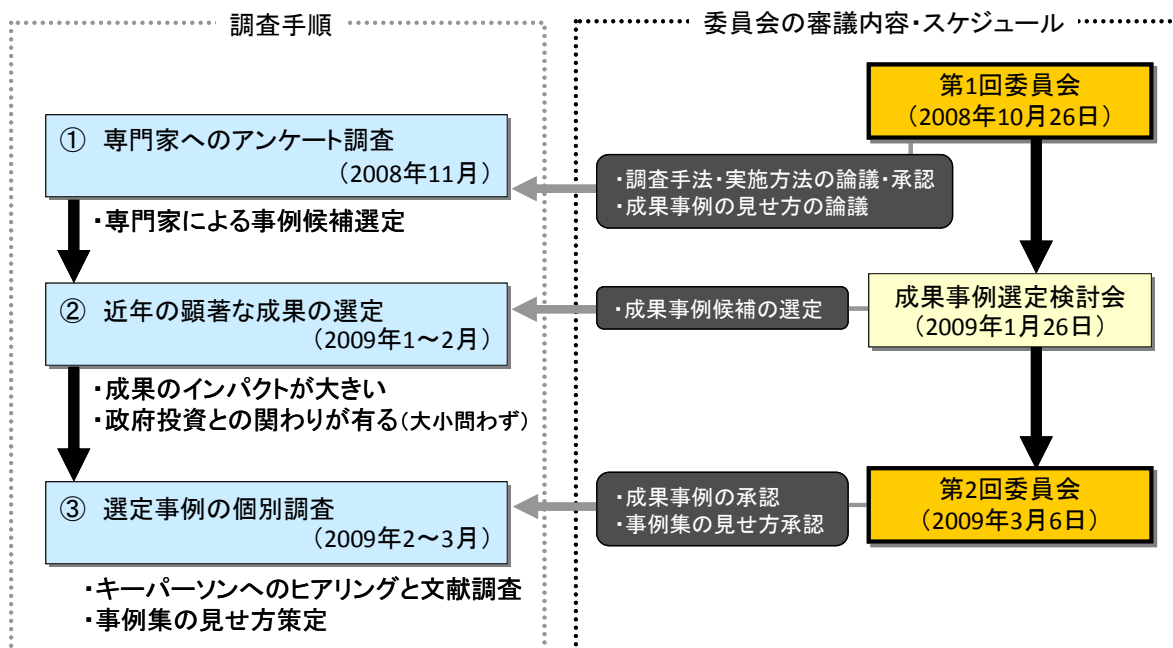 調査手順
① 専門家へのアンケート調査
（2008年11月）
・専門家による事例候補選定
② 近年の顕著な成果の選定
（2009年1～2月）
・成果のインパクトが大きい
・政府投資との関わりが有る（大小問わず）
③ 選定事例の個別調査
（2009年2～3月）
・キーパーソンへのヒアリングと文献調査
・事例集の見せ方策定
委員会の審議内容・スケジュール
第1回委員会
（2008年10月26日）
・調査手法・実施方法の論議・承認
・成果事例の見せ方の論議
成果事例選定検討会
（2009年1月26日）
・成果事例候補の選定
第2回委員会
（2009年3月6日）
・成果事例の承認
・事例集の見せ方承認